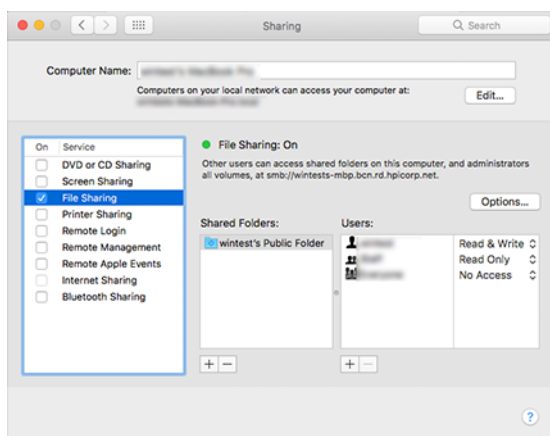 Sharing
Search
Computer Name:
Computers on your local network can access your computer at:
Edit...
On Service
DVD or CD Sharing
Screen Sharing
File Sharing
Printer Sharing
Remote Login
Remote Management
Remote Apple Events
Internet Sharing
Bluetooth Sharing
File Sharing: On
Other users can access shared folders on this computer, and administrators
all volumes, at smb://wintests-mbp.bcn.rd.hpicorp.net.
Options...
Shared Folders:
wintest's Public Folder
Users:
Read & Write
Read Only
No Access
+ −
+ −
?